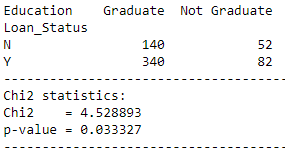 Education     Graduate  Not Graduate
Loan_Status
N                  140            52
Y                  340            82
------------------------------------
Chi2 statistics:
Chi2    = 4.528893
p-value = 0.033327
------------------------------------